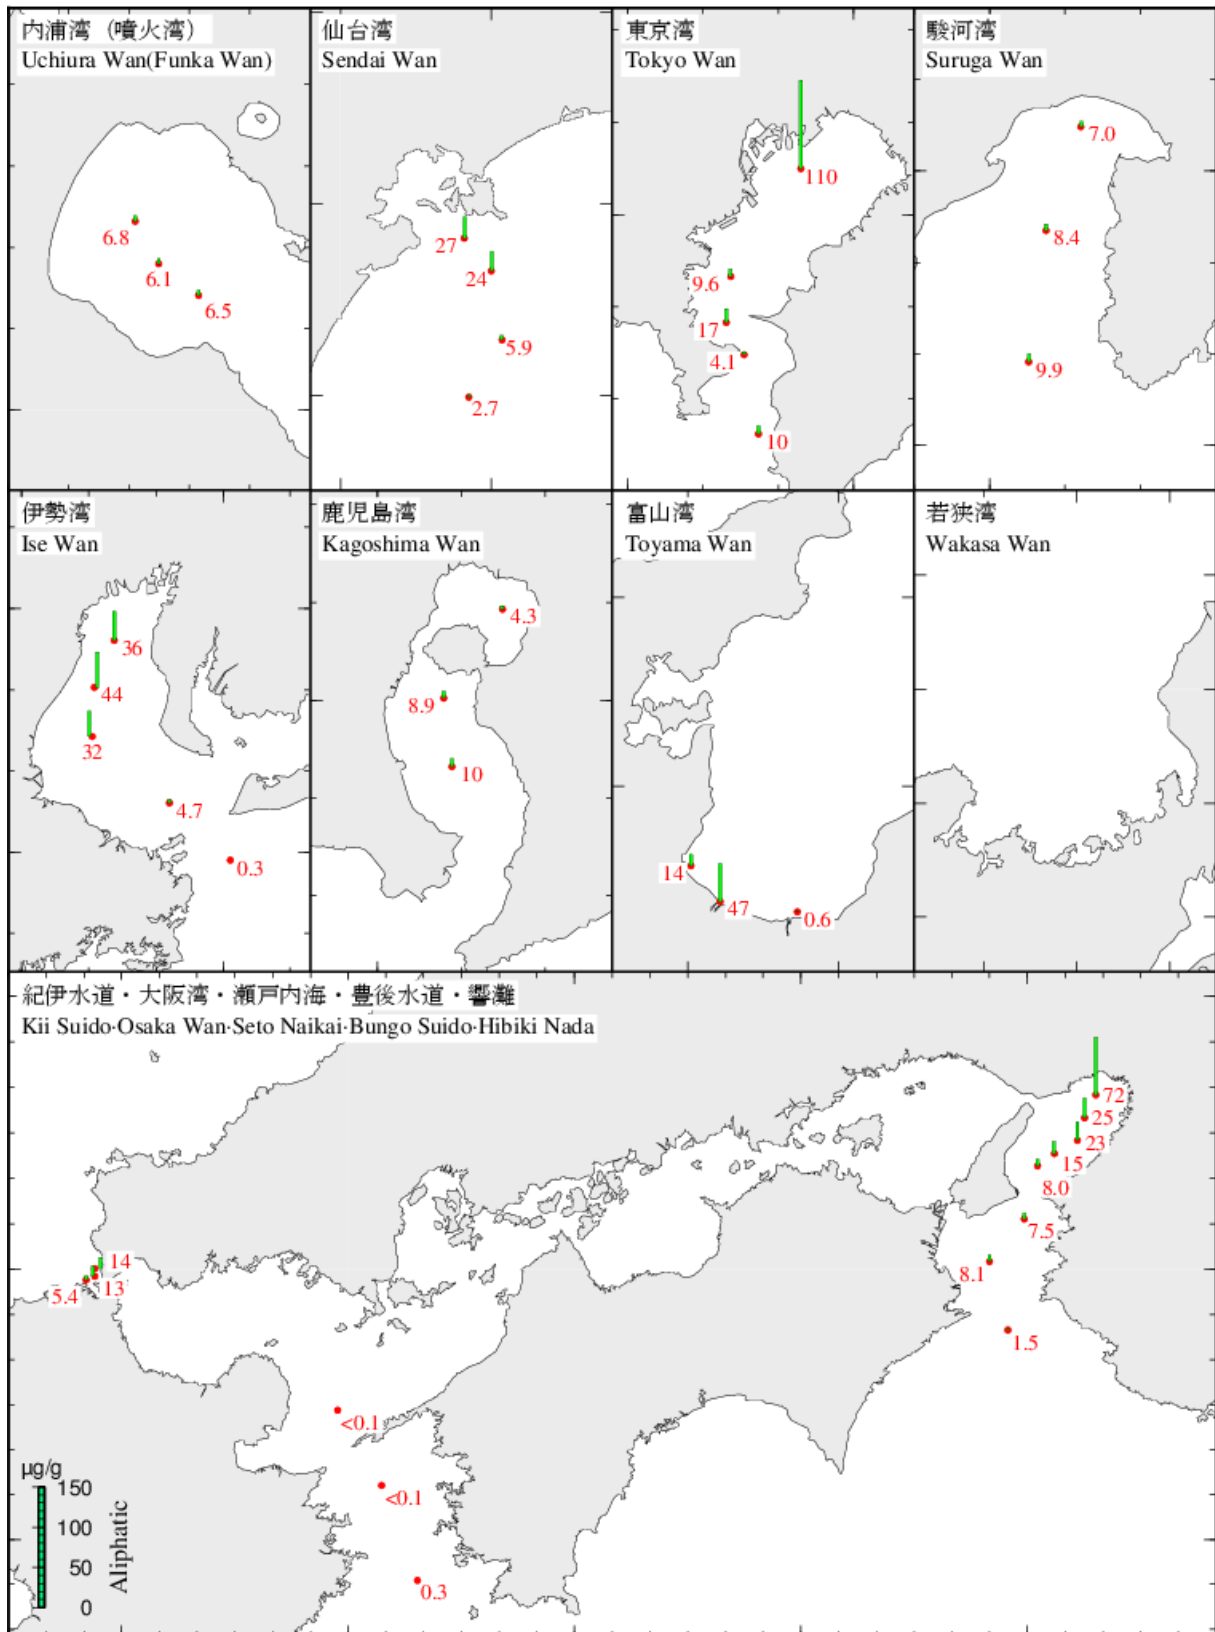 内浦湾（噴火湾）
Uchiura Wan(Funka Wan)
6.8
6.1
6.5
仙台湾
Sendai Wan
27
24
5.9
2.7
東京湾
Tokyo Wan
110
9.6
17
4.1
10
駿河湾
Suruga Wan
7.0
8.4
9.9
伊勢湾
Ise Wan
36
44
32
4.7
0.3
鹿児島湾
Kagoshima Wan
4.3
8.9
10
富山湾
Toyama Wan
14
47
0.6
若狭湾
Wakasa Wan
紀伊水道・大阪湾・瀬戸内海・豊後水道・響灘
Kii Suido·Osaka Wan·Seto Naikai·Bungo Suido·Hibiki Nada
72
25
23
15
8.0
7.5
8.1
1.5
14
13
5.4
<0.1
<0.1
0.3
µg/g
150
100
50
0
Aliphatic